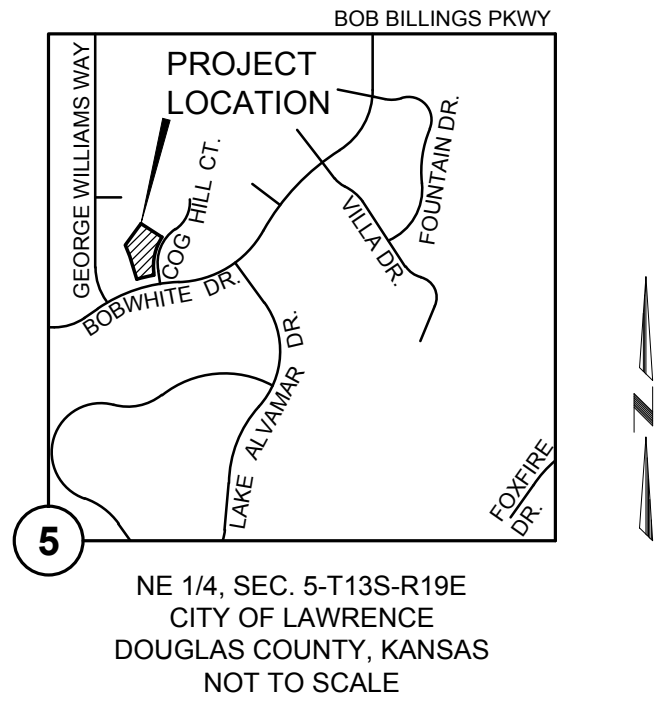 BOB BILLINGS PKWY
PROJECT
LOCATION
GEORGE WILLIAMS WAY
COG HILL CT.
FOUNTAIN DR.
VILLA DR.
BOBWHITE DR.
LAKE ALVAMAR DR.
FOXFIRE
DR.
N
5
NE 1/4, SEC. 5-T13S-R19E
CITY OF LAWRENCE
DOUGLAS COUNTY, KANSAS
NOT TO SCALE